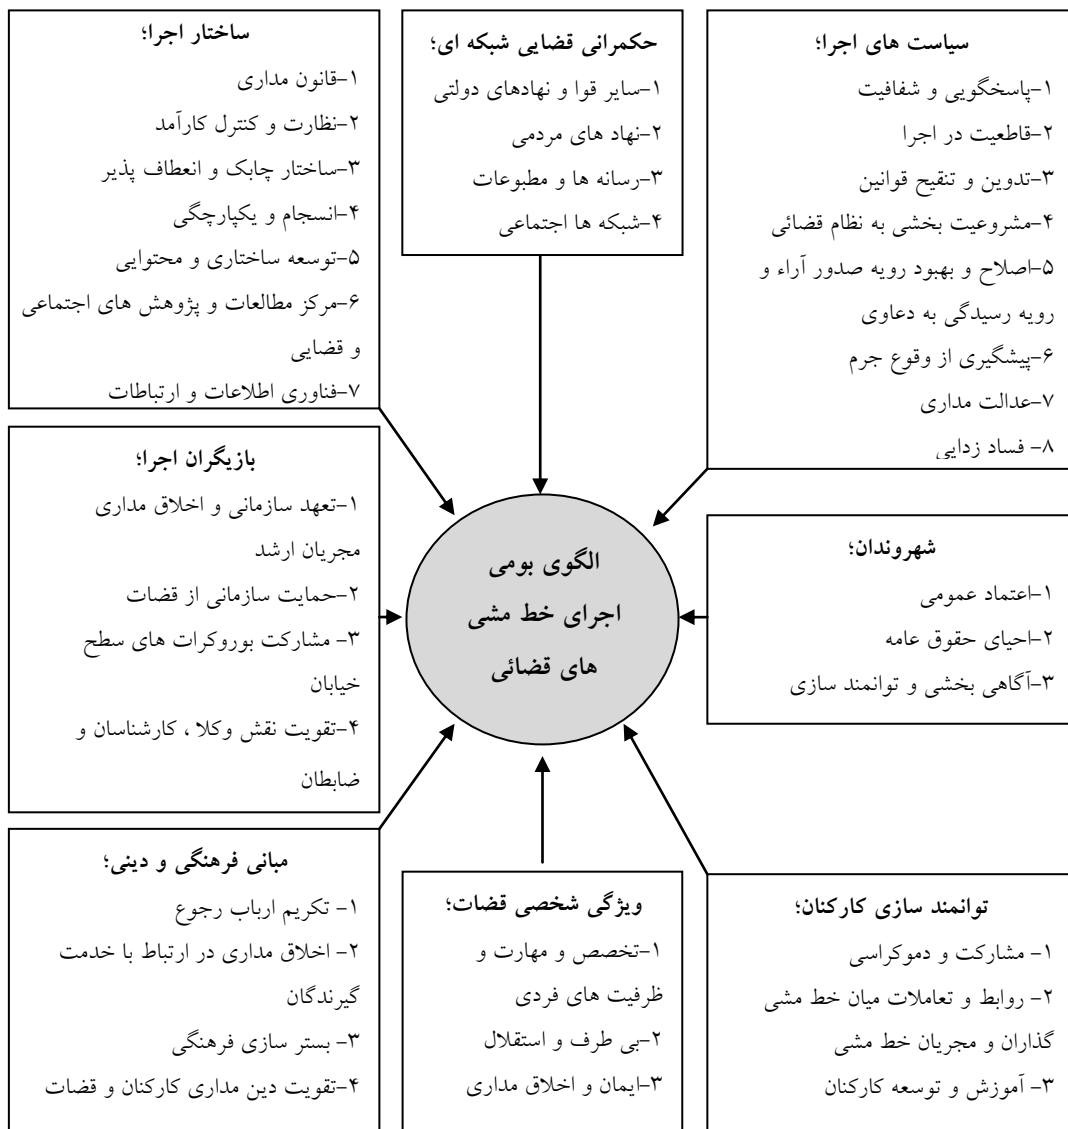 سیاست های اجرا؛
۱-پاسخگویی و شفافیت
۲-قاطعیت در اجرا
۳-تدوین و تنقیح قوانین
۴-مشروعیت بخشی به نظام قضائی
۵-اصلاح و بهبود رویه صدور آراء و
رویه رسیدگی به دعاوی
۶-پیشگیری از وقوع جرم
۷-عدالت مداری
۸- فساد زدایی
حکمرانی قضایی شبکه ای؛
۱-سایر قوا و نهادهای دولتی
۲-نهاد های مردمی
۳-رسانه ها و مطبوعات
۴-شبکه ها اجتماعی
ساختار اجرا؛
۱-قانون مداری
۲-نظارت و کنترل کارآمد
۳-ساختار چابک و انعطاف پذیر
۴-انسجام و یکپارچگی
۵-توسعه ساختاری و محتوایی
۶-مرکز مطالعات و پژوهش های اجتماعی
و قضایی
۷-فناوری اطلاعات و ارتباطات
شهروندان؛
۱-اعتماد عمومی
۲-احیای حقوق عامه
۳-آگاهی بخشی و توانمند سازی
الگوی بومی
اجرای خط مشی
های قضائی
بازیگران اجرا؛
۱-تعهد سازمانی و اخلاق مداری
مجریان ارشد
۲-حمایت سازمانی از قضات
۳- مشارکت بوروکرات های سطح
خیابان
۴-تقویت نقش وکلا ، کارشناسان و
ضابطان
توانمند سازی کارکنان؛
۱- مشارکت و دموکراسی
۲- روابط و تعاملات میان خط مشی
گذاران و مجریان خط مشی
۳- آموزش و توسعه کارکنان
ویژگی شخصی قضات؛
۱-تخصص و مهارت و
ظرفیت های فردی
۲-بی طرف و استقلال
۳-ایمان و اخلاق مداری
مبانی فرهنگی و دینی؛
۱- تکریم ارباب رجوع
۲- اخلاق مداری در ارتباط با خدمت
گیرندگان
۳- بستر سازی فرهنگی
۴-تقویت دین مداری کارکنان و قضات